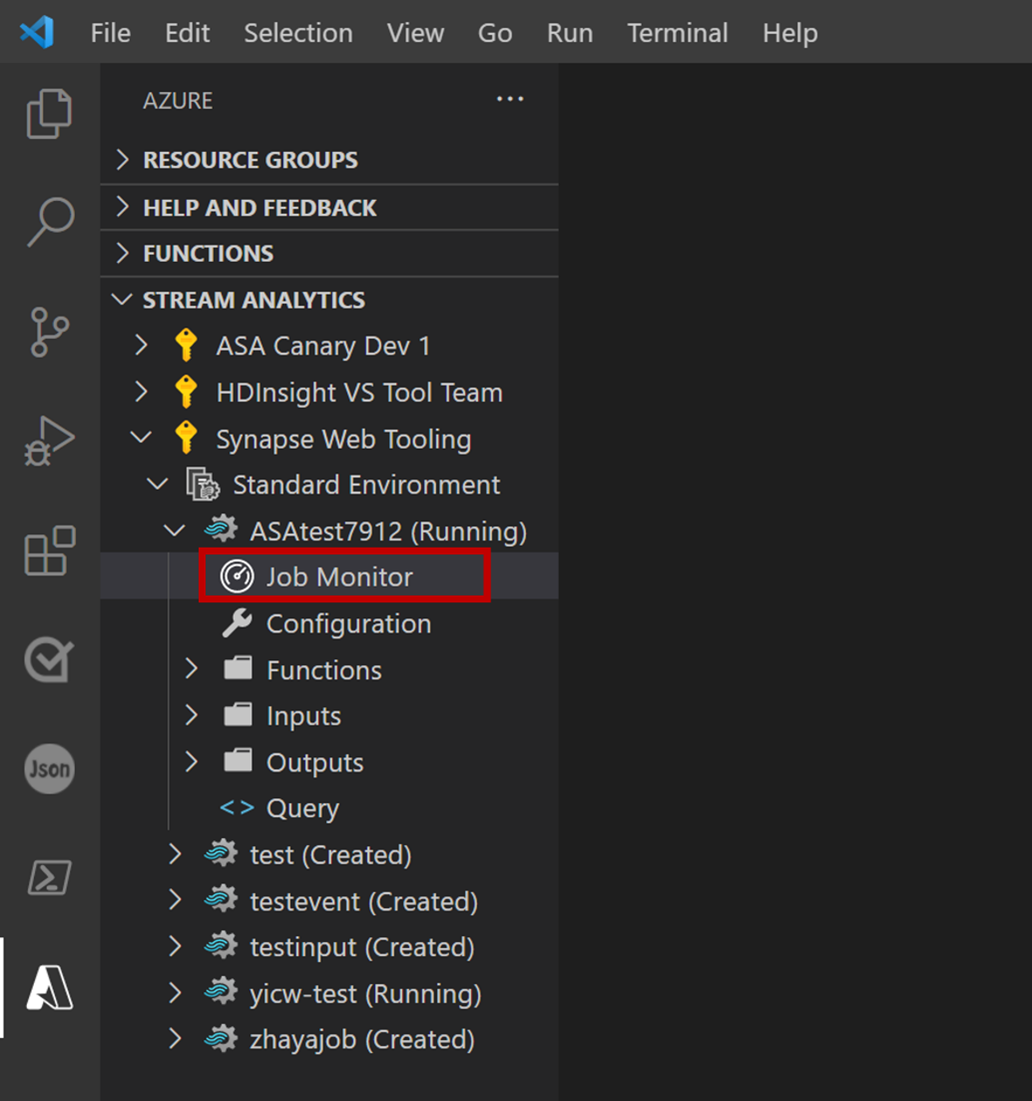 File Edit Selection View Go Run Terminal Help
AZURE
RESOURCE GROUPS
HELP AND FEEDBACK
FUNCTIONS
STREAM ANALYTICS
ASA Canary Dev 1
HDInsight VS Tool Team
Synapse Web Tooling
Standard Environment
ASAtest7912 (Running)
Job Monitor
Configuration
Functions
Inputs
Outputs
Json
Query
test (Created)
testevent (Created)
testinput (Created)
yicw-test (Running)
zhayajob (Created)